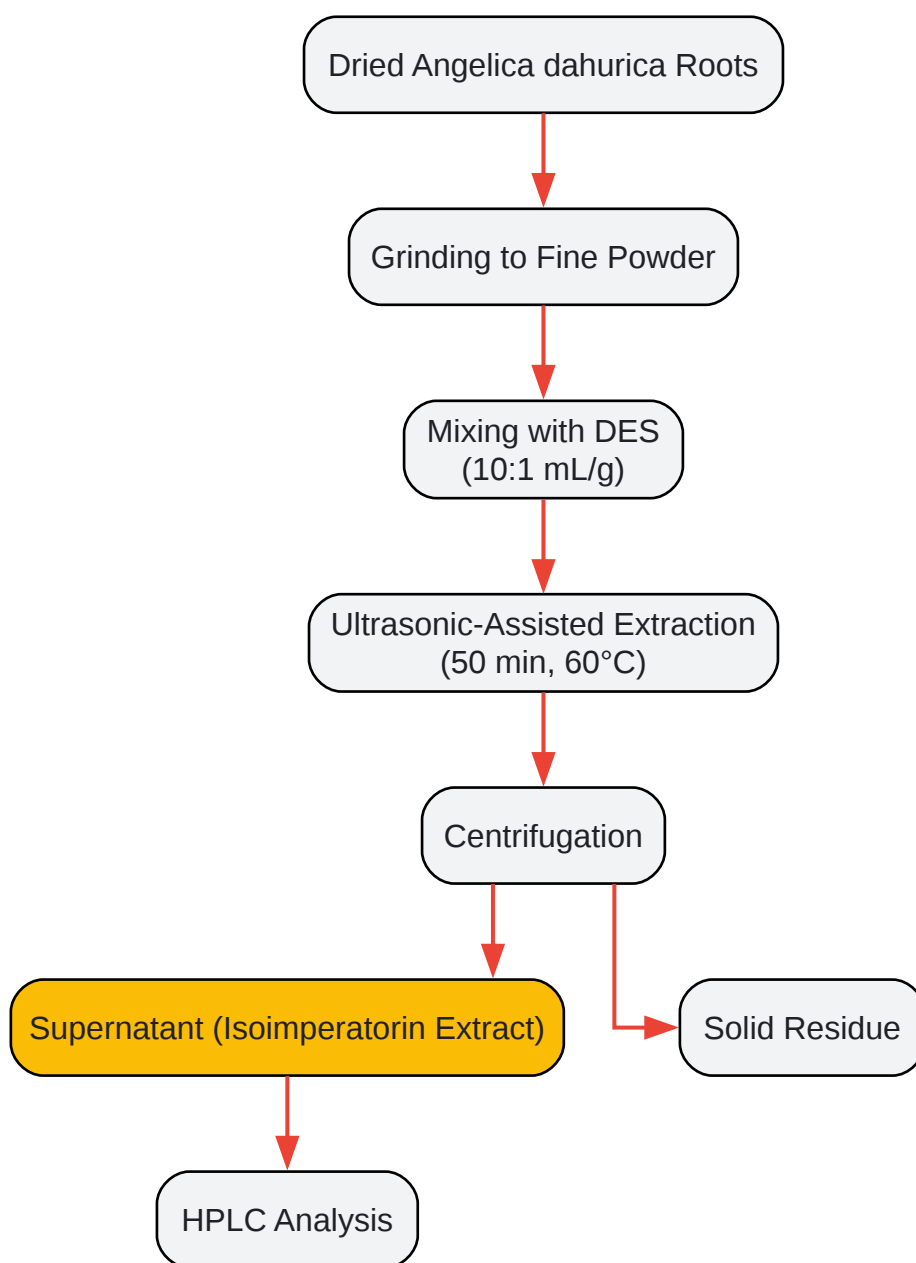 Dried Angelica dahurica Roots
Grinding to Fine Powder
Mixing with DES
(10:1 mL/g)
Ultrasonic-Assisted Extraction
(50 min, 60°C)
Centrifugation
Supernatant (Isoimperatorin Extract)
Solid Residue
HPLC Analysis